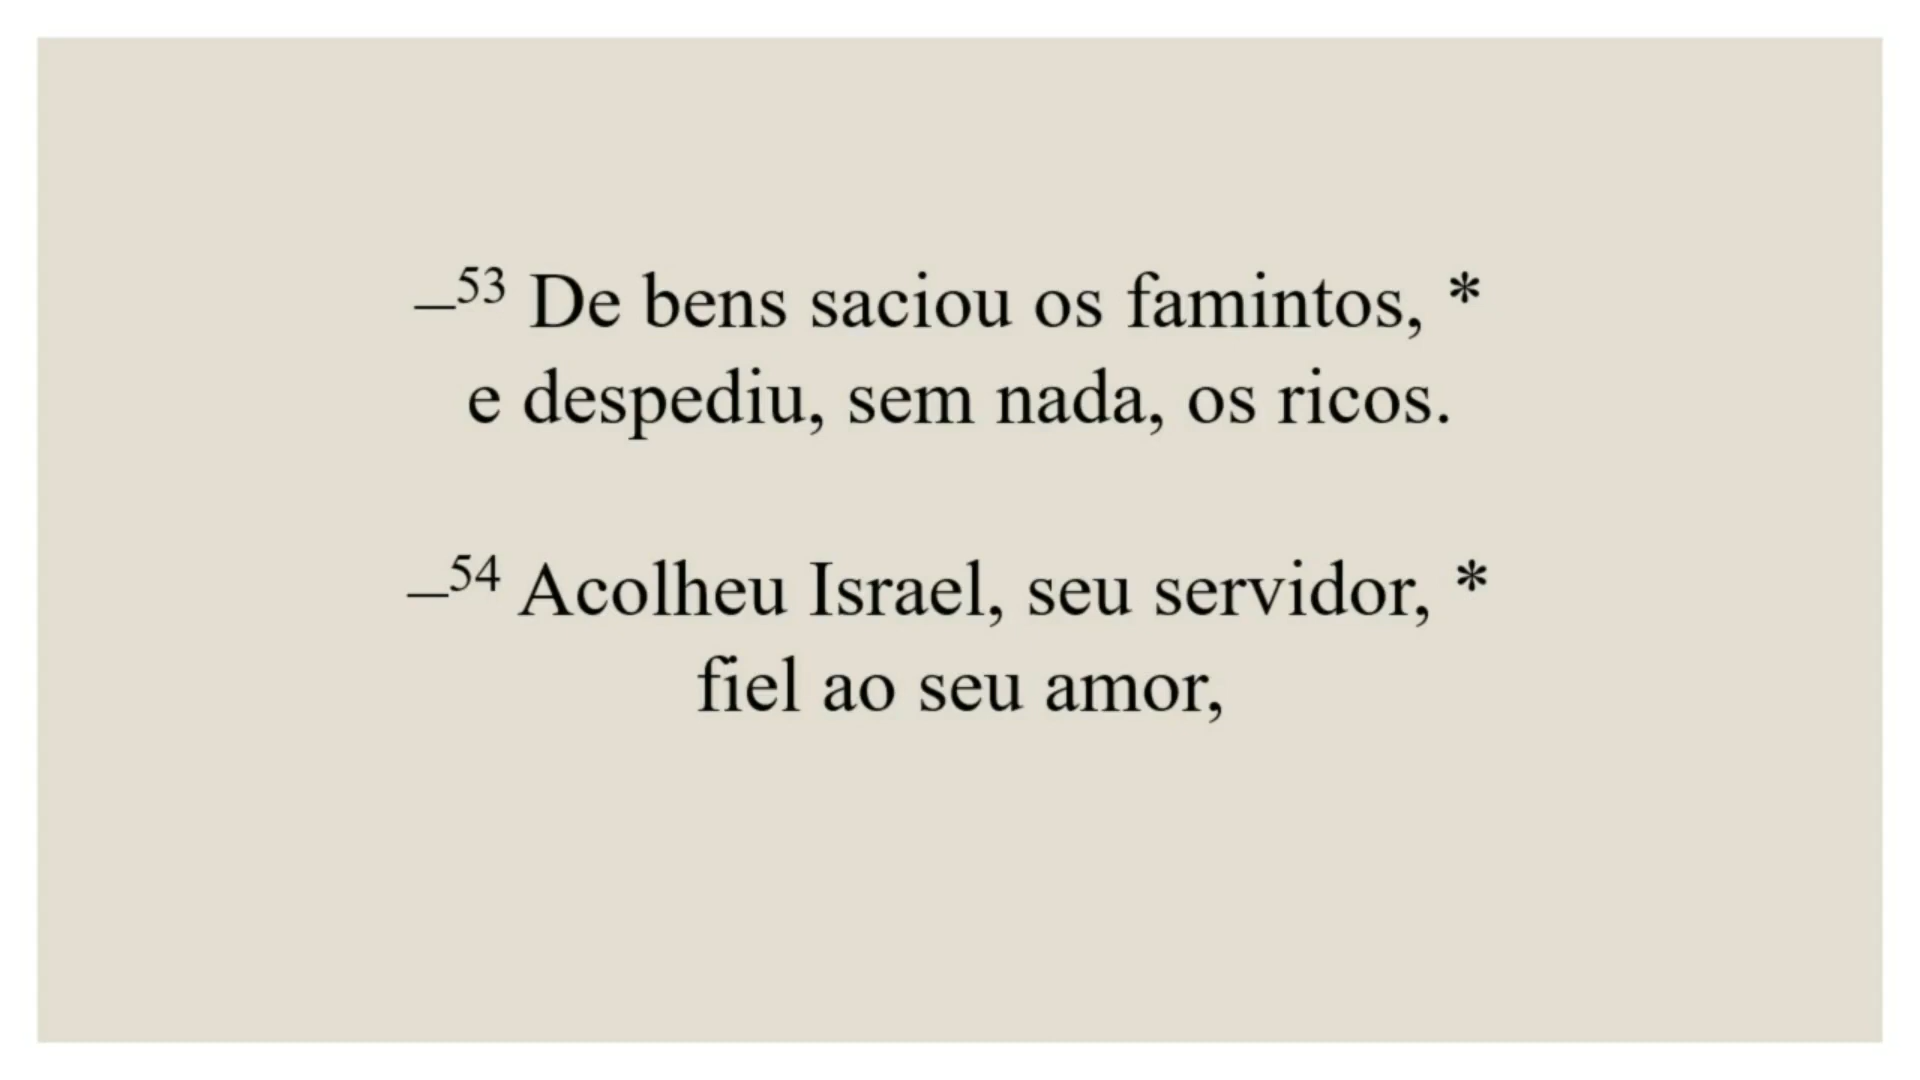 –53 De bens saciou os famintos, *
e despediu, sem nada, os ricos.
–54 Acolheu Israel, seu servidor, *
fiel ao seu amor,